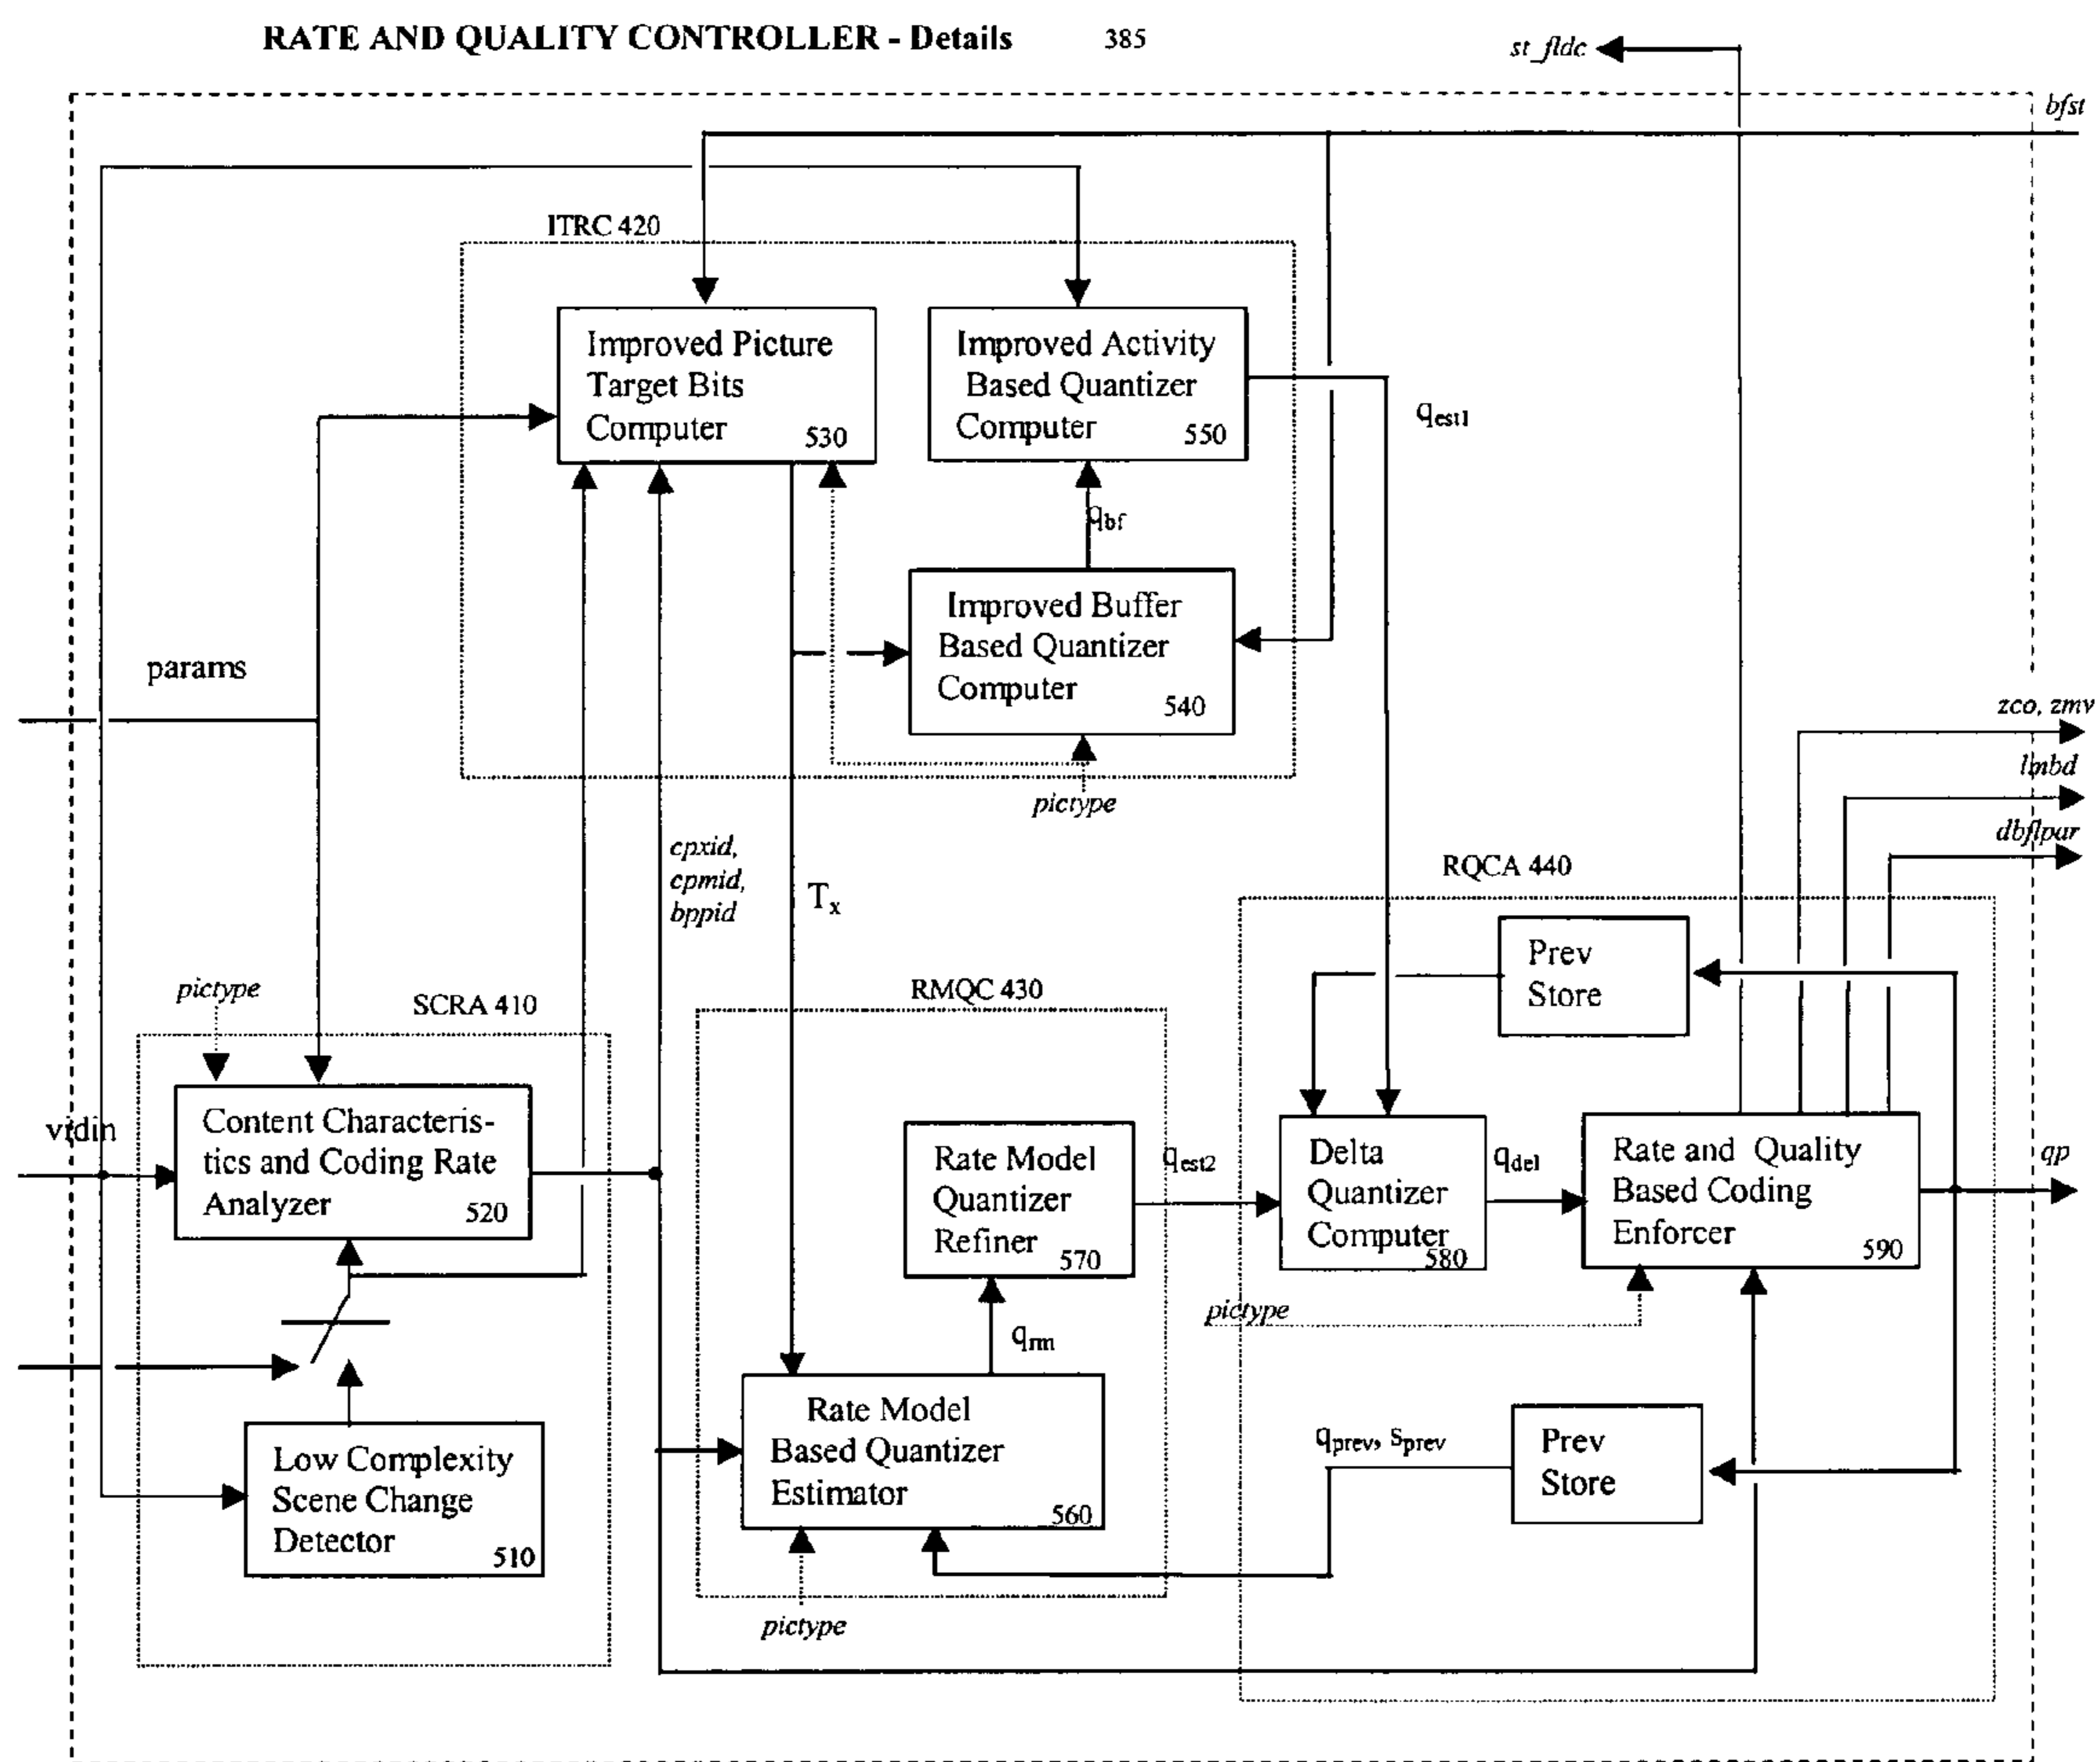 RATE AND QUALITY CONTROLLER - Details 385
st_fldc
bfst
ITRC 420
Improved Picture
Target Bits
Computer 530
Improved Activity
Based Quantizer
Computer 550
qest1
qbf
Improved Buffer
Based Quantizer
Computer 540
params
pictype
zco, zmv
lmbd
dbflpar
cpxid,
cpmid,
bppid
Tx
RQCA 440
Prev
Store
pictype
SCRA 410
RMQC 430
vidin
Content Characteris-
tics and Coding Rate
Analyzer 520
Rate Model
Quantizer
Refiner 570
qest2
Delta
Quantizer
Computer 580
qdel
Rate and Quality
Based Coding
Enforcer 590
qp
pictype
qrm
Low Complexity
Scene Change
Detector 510
Rate Model
Based Quantizer
Estimator 560
qprev, sprev
Prev
Store
pictype